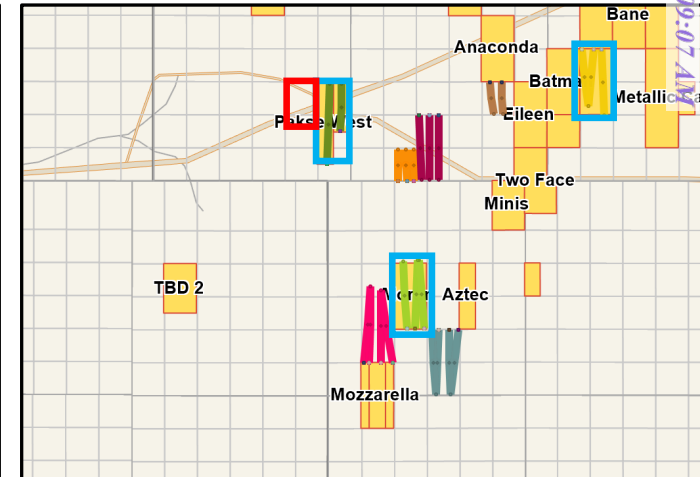 Bane
Anaconda
Batma
Metallic
Eileen
Pakse West
Two Face
Minis
TBD 2
Aztec
Mozzarella
9:07 AM